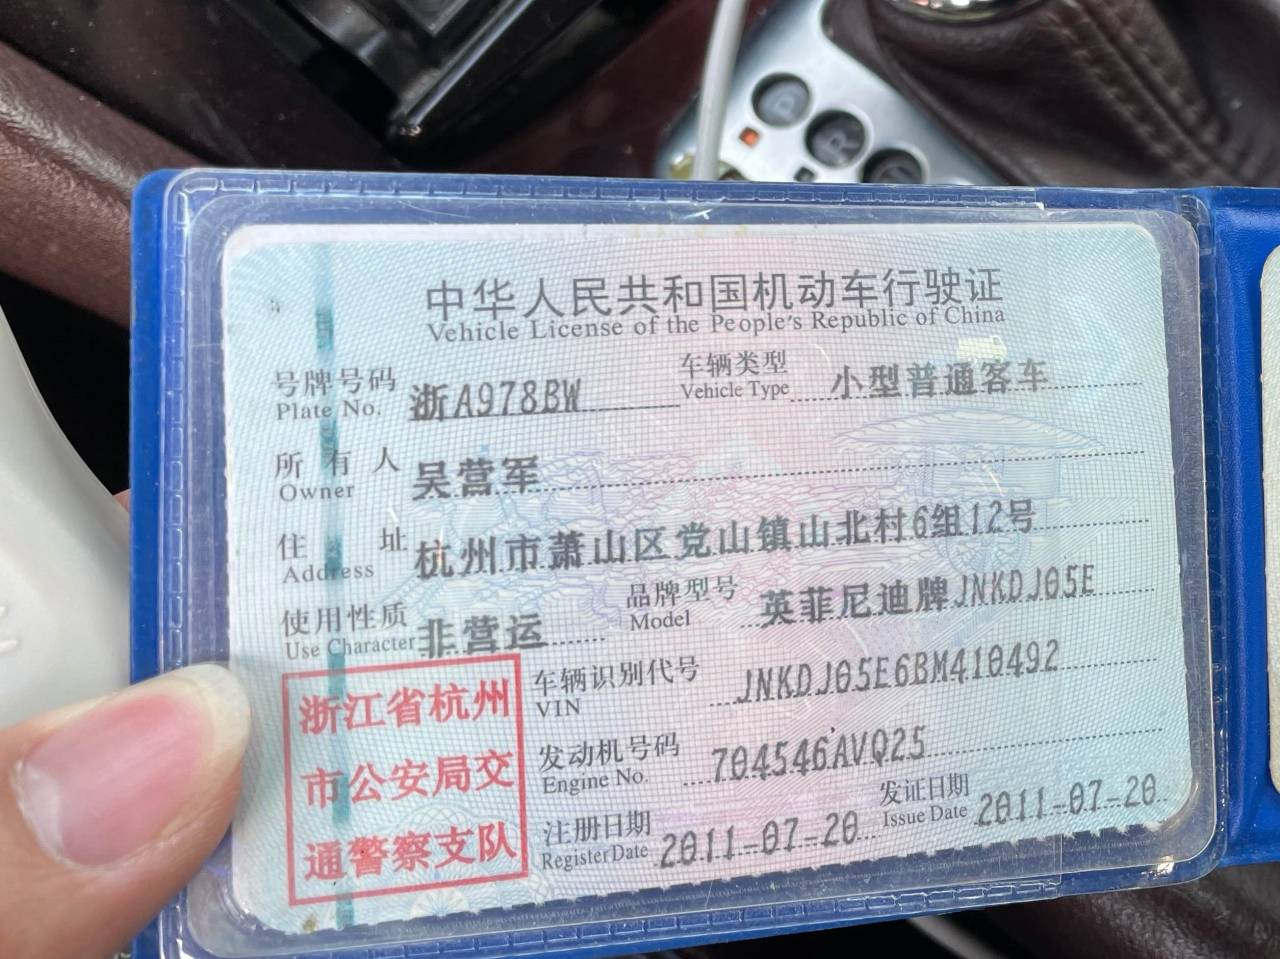 中华人民共和国机动车行驶证
Vehicle License of the People's Republic of China
号牌号码 浙A978BW 车辆类型 小型普通客车
Plate No. Vehicle Type
所有人 吴营军
Owner
住址 杭州市萧山区党山镇山北村6组12号
Address
使用性质 非营运 品牌型号 英菲尼迪牌JNKDJ05E
Use Character Model
车辆识别代号 JNKDJ05E6BM410492
VIN
发动机号码 704546AVQ25
Engine No.
注册日期 2011-07-20 发证日期 2011-07-20
Register Date Issue Date
浙江省杭州
市公安局交
通警察支队
D
R